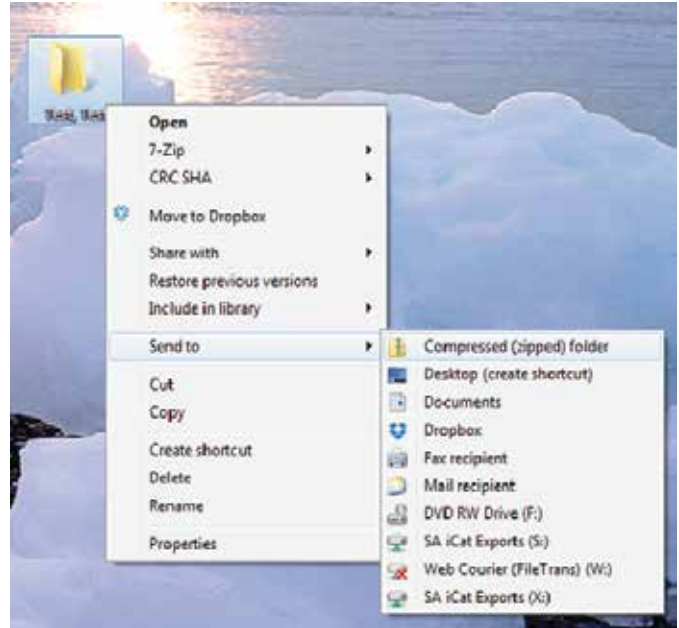 Open
7-Zip
CRC SHA
Move to Dropbox
Share with
Restore previous versions
Include in library
Send to
Cut
Copy
Create shortcut
Delete
Rename
Properties
Compressed (zipped) folder
Desktop (create shortcut)
Documents
Dropbox
Fax recipient
Mail recipient
DVD RW Drive (F:)
SA iCat Exports (S:)
Web Courier (FileTrans) (W:)
SA iCat Exports (X:)